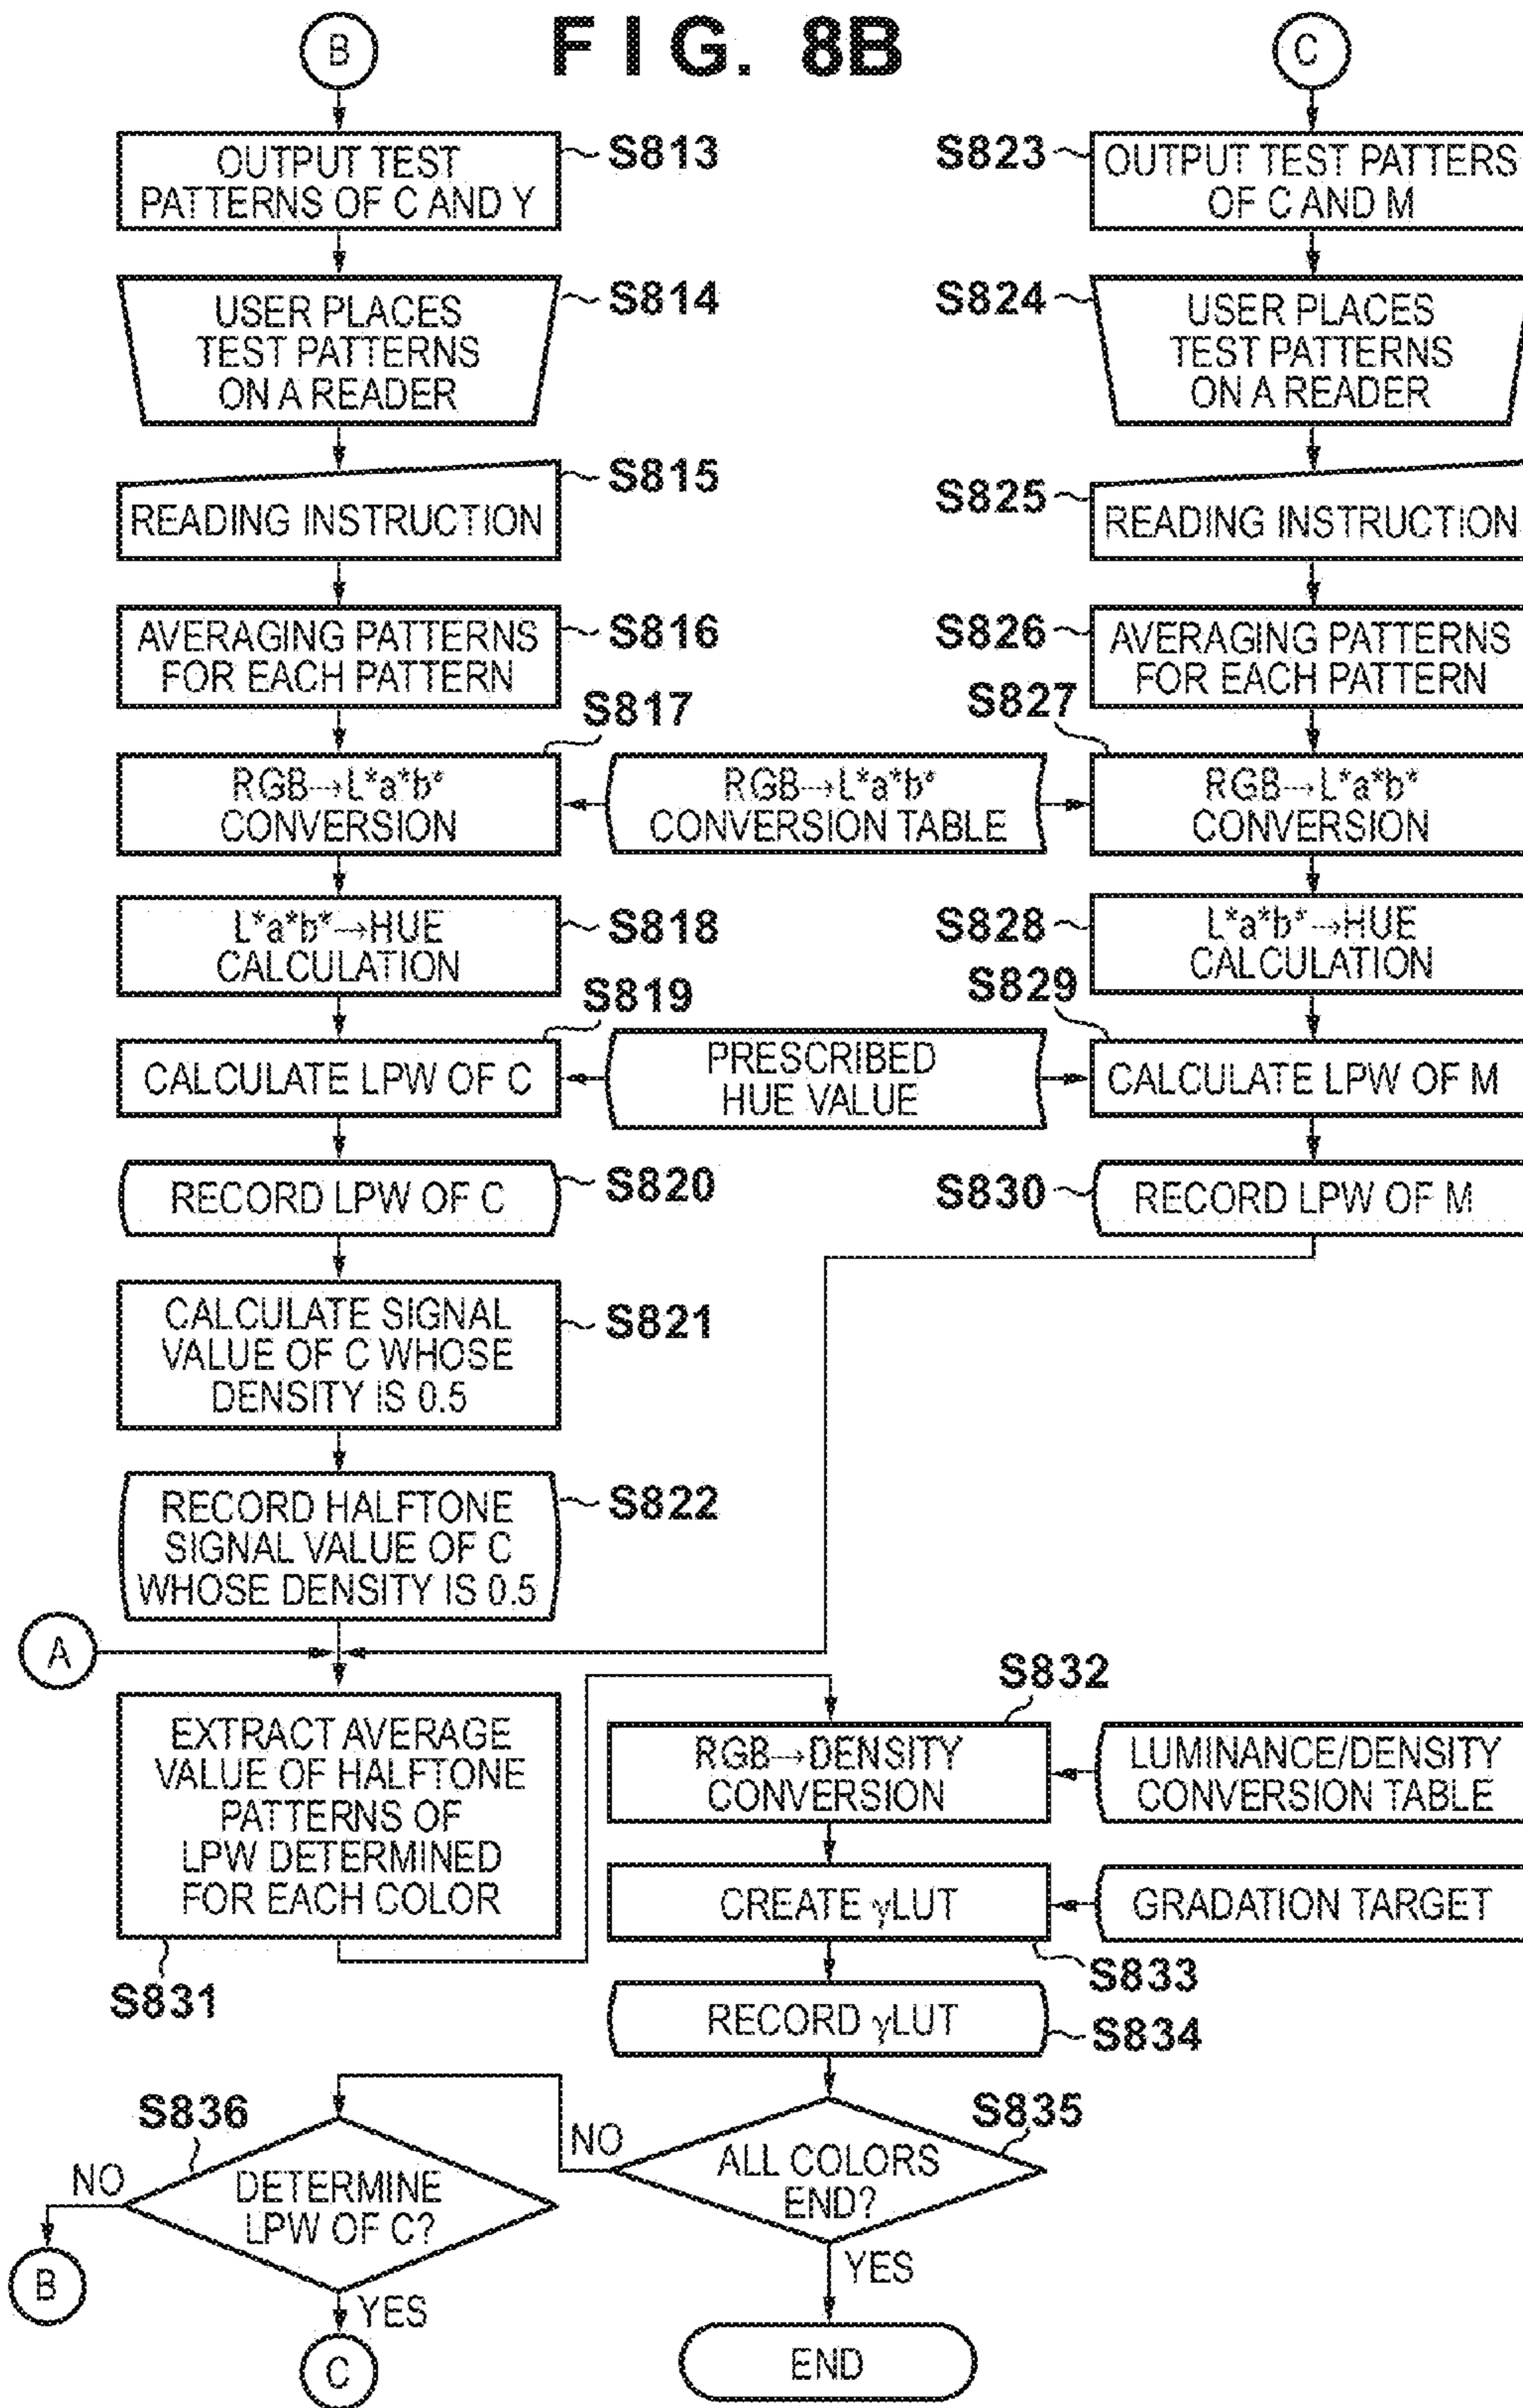 FIG. 8B
B
OUTPUT TEST
PATTERNS OF C AND Y
S813
USER PLACES
TEST PATTERNS
ON A READER
S814
READING INSTRUCTION
S815
AVERAGING PATTERNS
FOR EACH PATTERN
S816
RGB→L*a*b*
CONVERSION
S817
RGB→L*a*b*
CONVERSION TABLE
L*a*b*→HUE
CALCULATION
S818
CALCULATE LPW OF C
S819
PRESCRIBED
HUE VALUE
RECORD LPW OF C
S820
CALCULATE SIGNAL
VALUE OF C WHOSE
DENSITY IS 0.5
S821
RECORD HALFTONE
SIGNAL VALUE OF C
WHOSE DENSITY IS 0.5
S822
C
S823
OUTPUT TEST PATTERS
OF C AND M
S824
USER PLACES
TEST PATTERNS
ON A READER
S825
READING INSTRUCTION
S826
AVERAGING PATTERNS
FOR EACH PATTERN
S827
RGB→L*a*b*
CONVERSION
S828
L*a*b*→HUE
CALCULATION
S829
CALCULATE LPW OF M
S830
RECORD LPW OF M
A
EXTRACT AVERAGE
VALUE OF HALFTONE
PATTERNS OF
LPW DETERMINED
FOR EACH COLOR
S831
S832
RGB→DENSITY
CONVERSION
LUMINANCE/DENSITY
CONVERSION TABLE
CREATE γLUT
GRADATION TARGET
S833
RECORD γLUT
S834
S835
ALL COLORS
END?
NO
YES
END
S836
DETERMINE
LPW OF C?
NO
B
YES
C